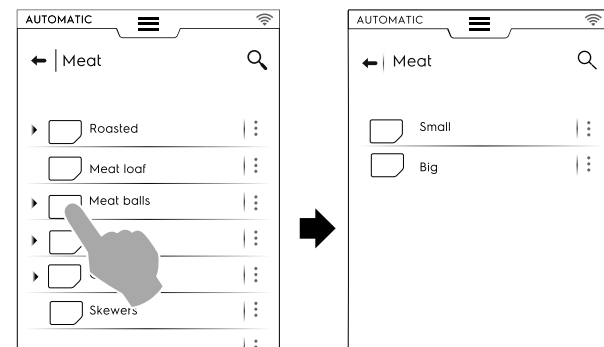 AUTOMATIC
Meat
Roasted
Meat loaf
Meat balls
Skewers
AUTOMATIC
Meat
Small
Big